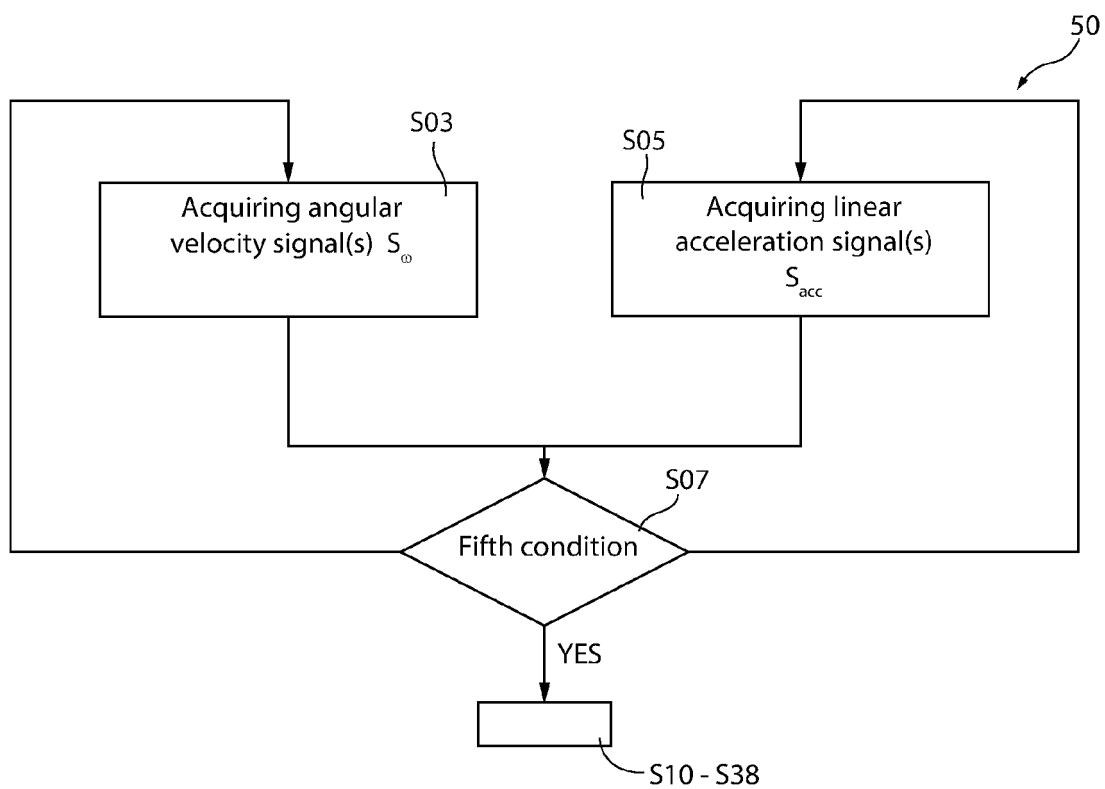 50
S03
S05
Acquiring angular
velocity signal(s) Sω
Acquiring linear
acceleration signal(s)
Sacc
S07
Fifth condition
YES
S10 - S38